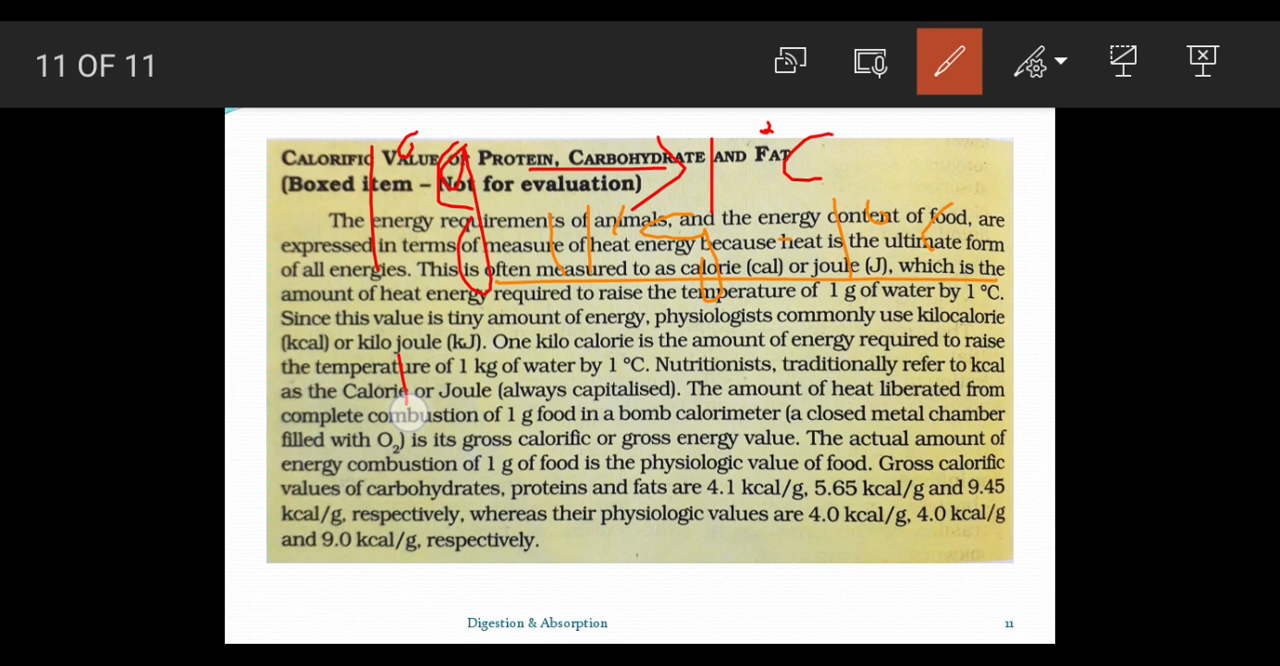 11 OF 11
CALORIFIC VALUE OF PROTEIN, CARBOHYDRATE AND FAT
(Boxed item – Not for evaluation)
The energy requirements of animals, and the energy content of food, are
expressed in terms of measure of heat energy because heat is the ultimate form
of all energies. This is often measured to as calorie (cal) or joule (J), which is the
amount of heat energy required to raise the temperature of 1 g of water by 1 °C.
Since this value is tiny amount of energy, physiologists commonly use kilocalorie
(kcal) or kilo joule (kJ). One kilo calorie is the amount of energy required to raise
the temperature of 1 kg of water by 1 °C. Nutritionists, traditionally refer to kcal
as the Calorie or Joule (always capitalised). The amount of heat liberated from
complete combustion of 1 g food in a bomb calorimeter (a closed metal chamber
filled with O₂) is its gross calorific or gross energy value. The actual amount of
energy combustion of 1 g of food is the physiologic value of food. Gross calorific
values of carbohydrates, proteins and fats are 4.1 kcal/g, 5.65 kcal/g and 9.45
kcal/g, respectively, whereas their physiologic values are 4.0 kcal/g, 4.0 kcal/g
and 9.0 kcal/g, respectively.
Digestion & Absorption
11